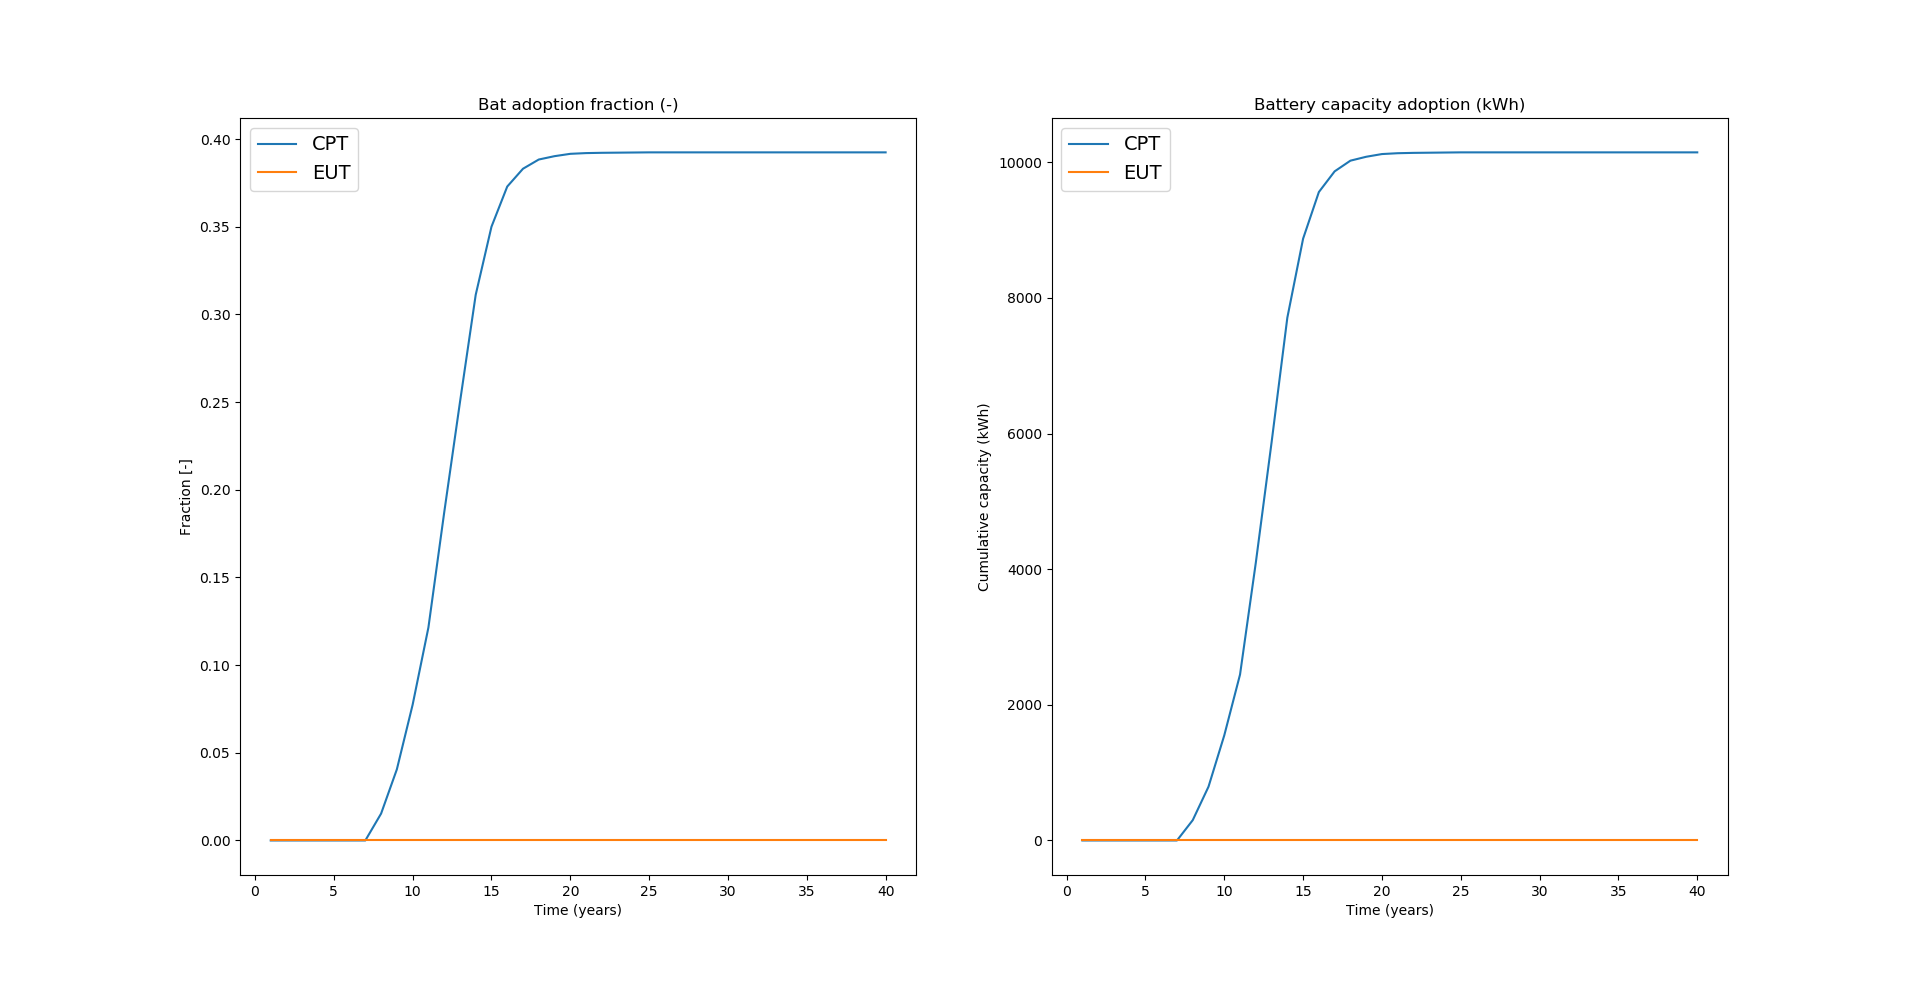 Bat adoption fraction (-)
CPT
EUT
0.40
0.35
0.30
0.25
0.20
0.15
0.10
0.05
0.00
Fraction [-]
0 5 10 15 20 25 30 35 40
Time (years)
Battery capacity adoption (kWh)
CPT
EUT
10000
8000
6000
4000
2000
0
Cumulative capacity (kWh)
0 5 10 15 20 25 30 35 40
Time (years)